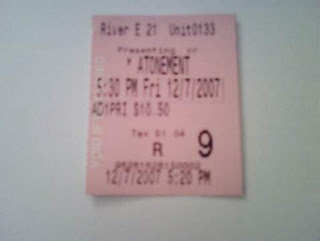 River E 21 Unit0133
Presenting
ATONEMENT
5:30 PM Fri 12/7/2007
AD1PRI $10.50
Tax $1.04
R 9
12/7/2007 5:20 PM